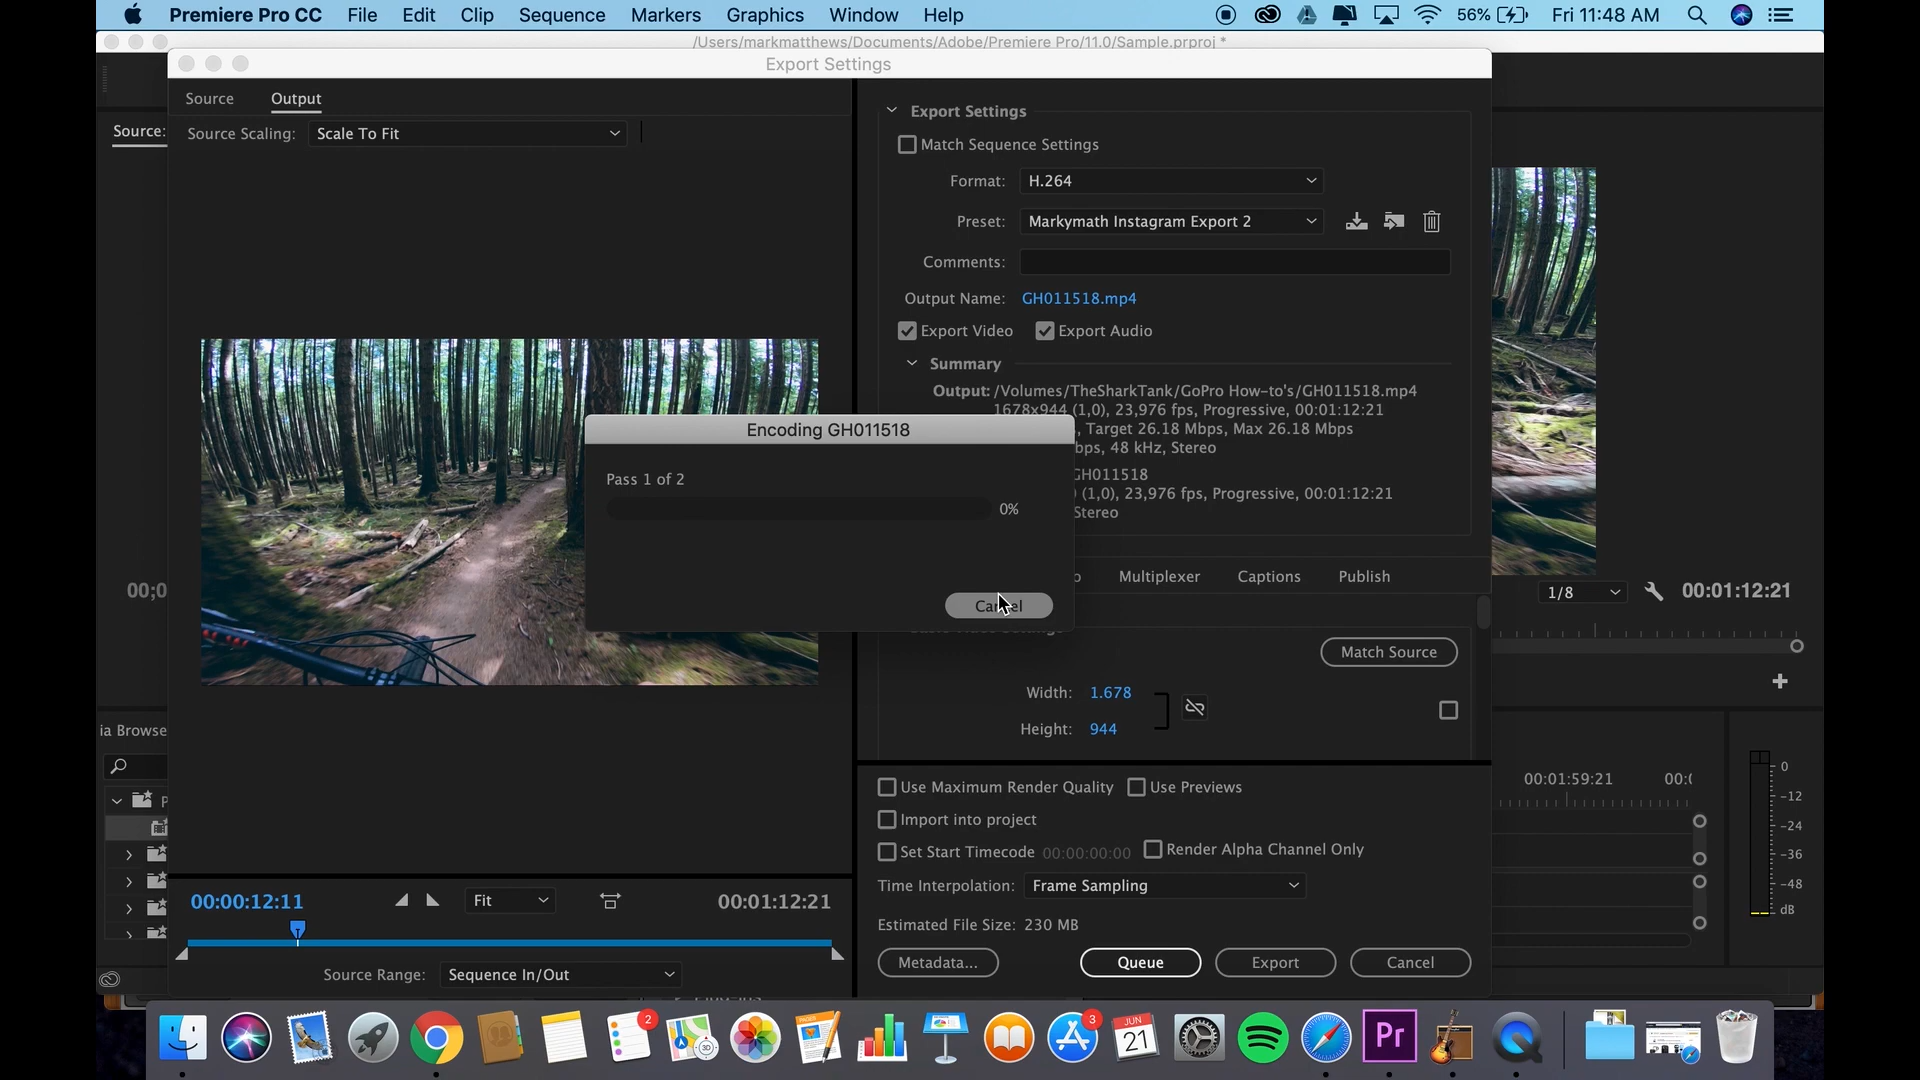 Premiere Pro CC File Edit Clip Sequence Markers Graphics Window Help 56% Fri 11:48 AM
/Users/markmatthews/Documents/Adobe/Premiere Pro/11.0/Sample.prproj *
Export Settings
Source Output
Source:
Source Scaling: Scale To Fit
Export Settings
Match Sequence Settings
Format: H.264
Preset: Markymath Instagram Export 2
Comments:
Output Name: GH011518.mp4
Export Video Export Audio
Summary
Output: /Volumes/TheSharkTank/GoPro How-to's/GH011518.mp4
1678x944 (1,0), 23,976 fps, Progressive, 00:01:12:21
, Target 26.18 Mbps, Max 26.18 Mbps
bps, 48 kHz, Stereo
GH011518
(1,0), 23,976 fps, Progressive, 00:01:12:21
Stereo
Encoding GH011518
Pass 1 of 2
0%
Cancel
Multiplexer Captions Publish
00;0
1/8 00:01:12:21
Match Source
Width: 1.678
Height: 944
ia Browse
P
Use Maximum Render Quality Use Previews
Import into project
Set Start Timecode 00:00:00:00 Render Alpha Channel Only
Time Interpolation: Frame Sampling
Estimated File Size: 230 MB
Metadata... Queue Export Cancel
00:00:12:11 Fit 00:01:12:21
Source Range: Sequence In/Out
00:01:59:21 00:(
0
-12
-24
-36
-48
dB
2
3D
PAGES
3
JUN
21
Pr